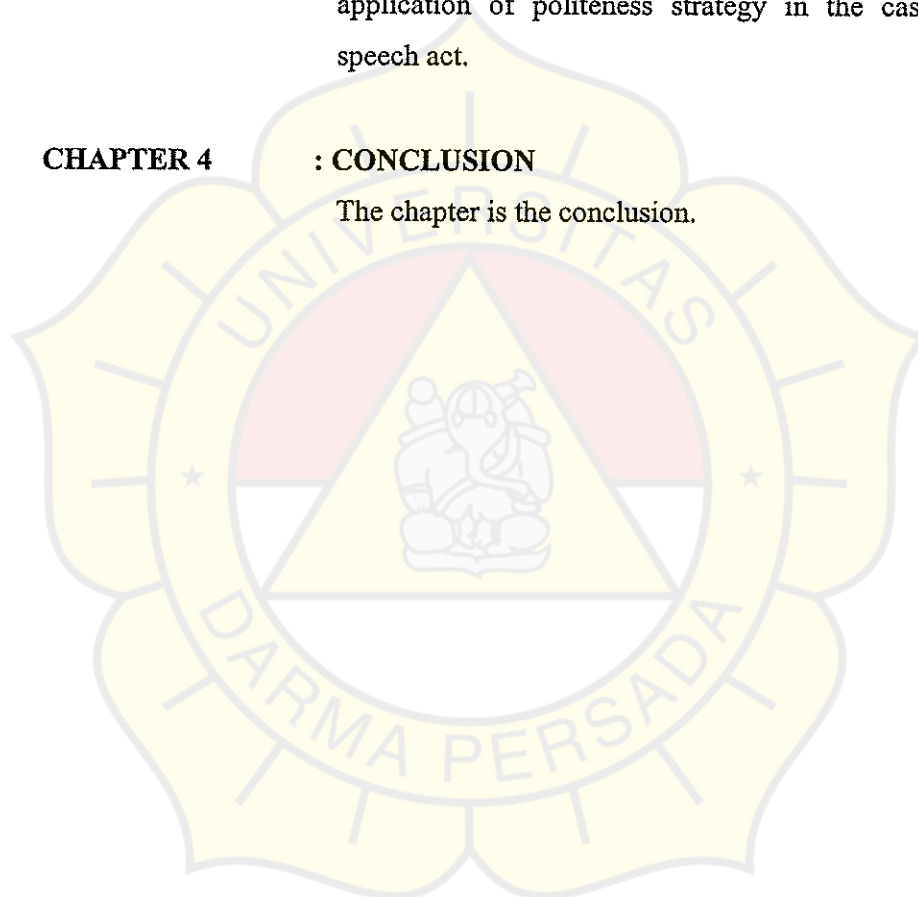 application of politeness strategy in the cas
speech act.
CHAPTER 4 : CONCLUSION
The chapter is the conclusion.
UNIVERSITAS
DARMA PERSADA